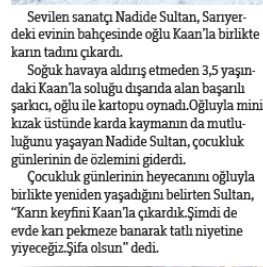 Sevilen sanatçı Nadide Sultan, Sarıyer-
deki evinin bahçesinde oğlu Kaan'la birlikte
karın tadını çıkardı.
Soğuk havaya aldırış etmeden 3,5 yaşın-
daki Kaan'la soluğu dışarıda alan başarılı
şarkıcı, oğlu ile kartopu oynadı.Oğluyla mini
kızak üstünde karda kaymanın da mutlu-
luğunu yaşayan Nadide Sultan, çocukluk
günlerinin de özlemini giderdi.
Çocukluk günlerinin heyecanını oğluyla
birlikte yeniden yaşadığını belirten Sultan,
“Karın keyfini Kaan'la çıkardık.Şimdi de
evde karı pekmeze banarak tatlı niyetine
yiyeceğiz.Şifa olsun” dedi.